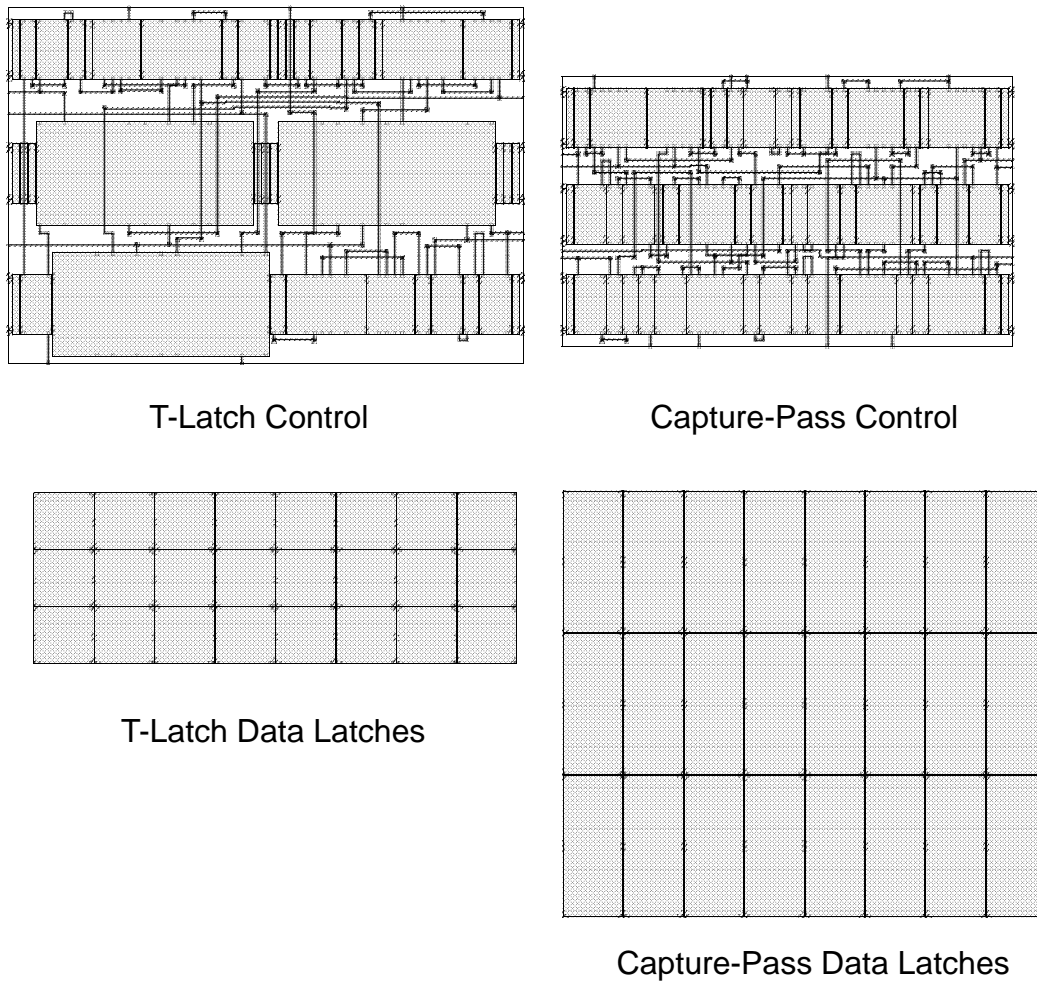 T-Latch Control
Capture-Pass Control
T-Latch Data Latches
Capture-Pass Data Latches